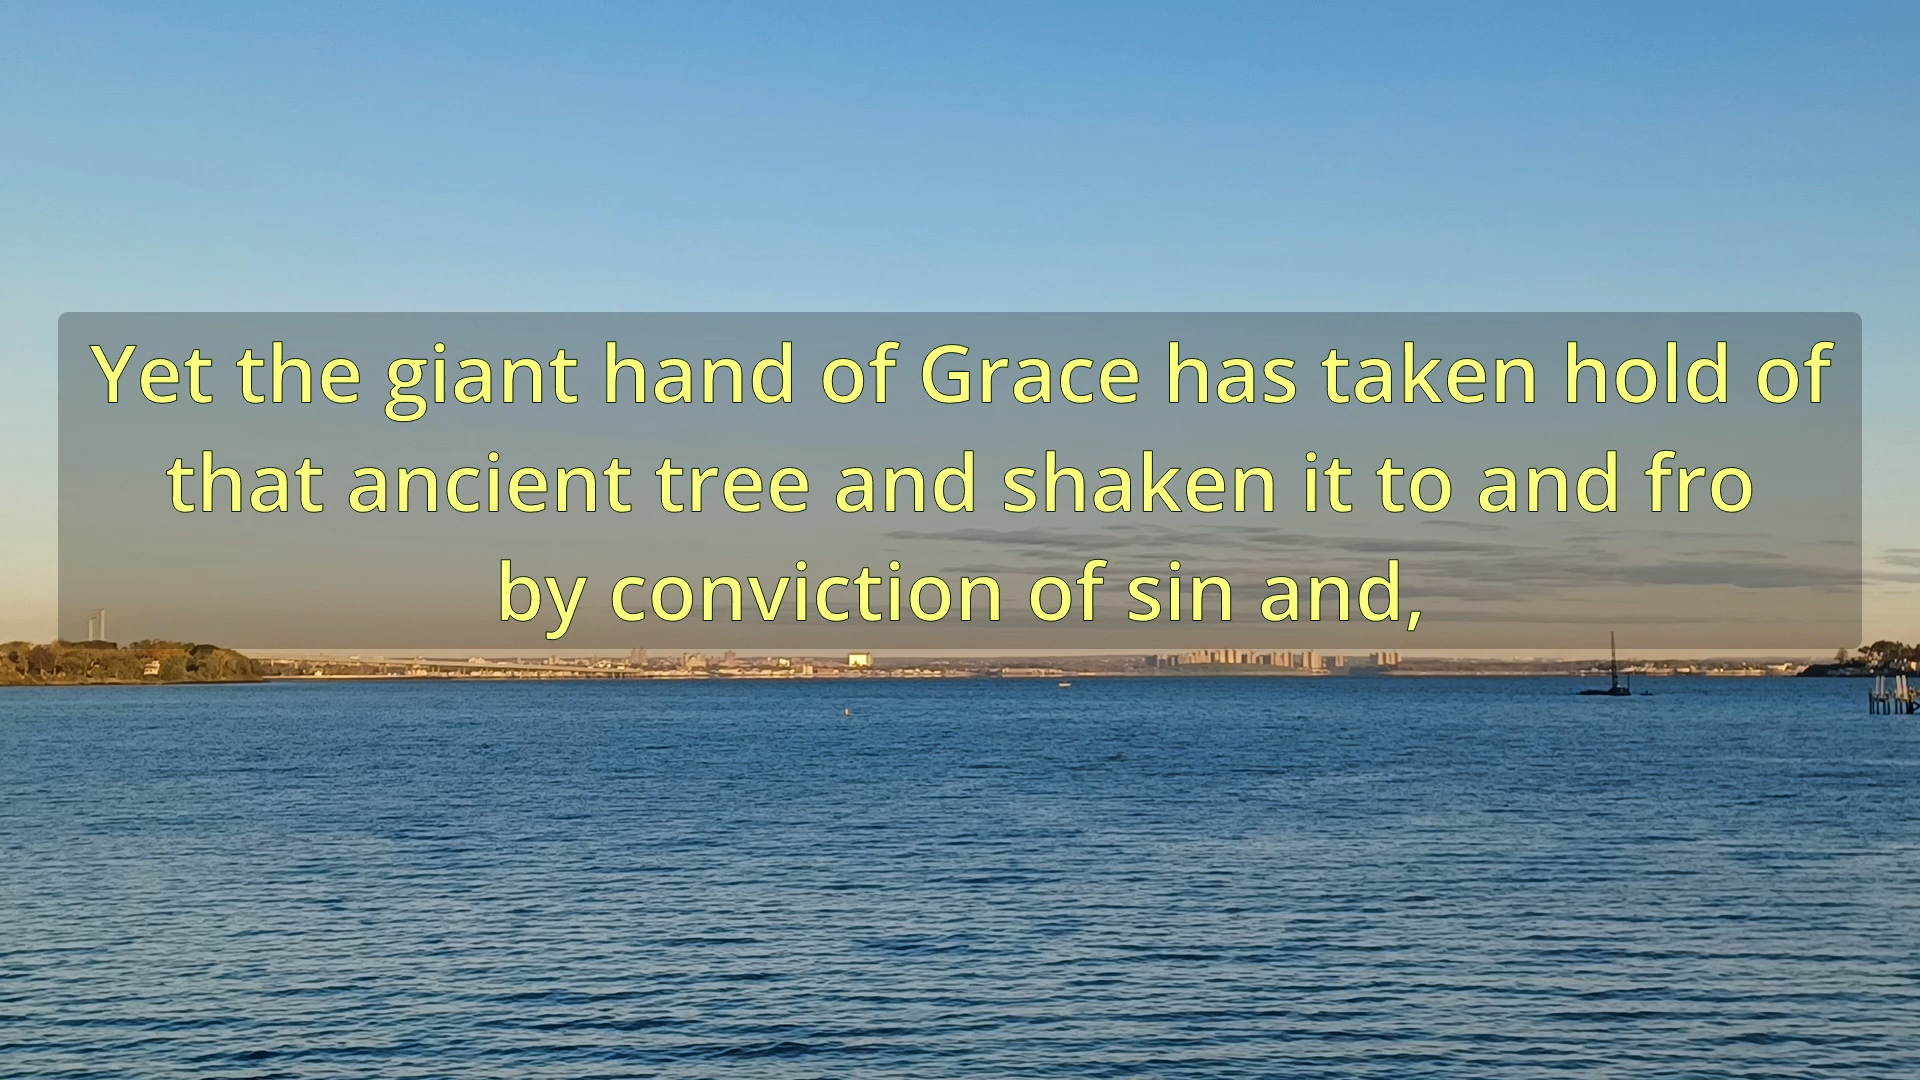 Yet the giant hand of Grace has taken hold of
that ancient tree and shaken it to and fro
by conviction of sin and,